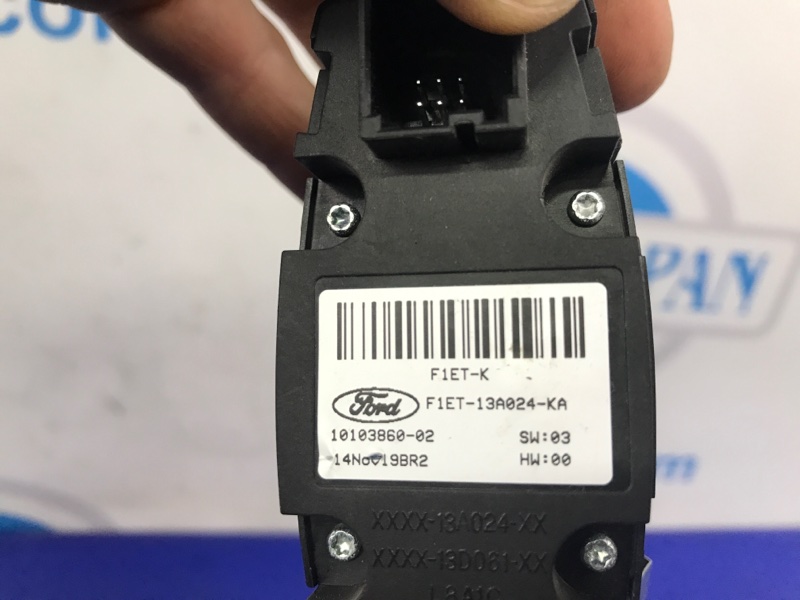 F1ET-K
Ford F1ET-13A024-KA
10103860-02 SW:03
14Nov19BR2 HW:00
XXXX-13A024-XX
XXXX-13D061-XX